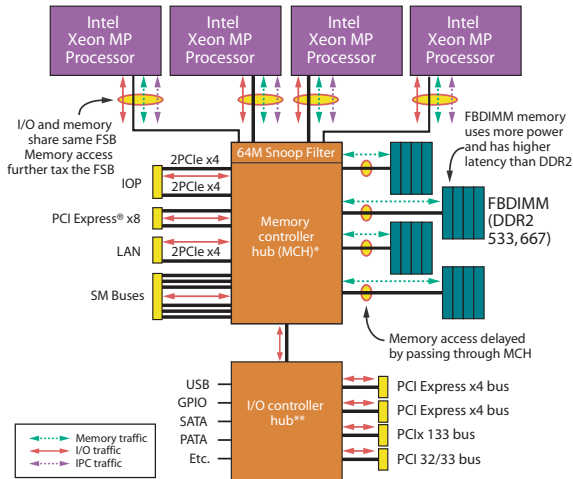 Intel
Xeon MP
Processor
Intel
Xeon MP
Processor
Intel
Xeon MP
Processor
Intel
Xeon MP
Processor
I/O and memory
share same FSB
Memory access
further tax the FSB
FBDIMM memory
uses more power
and has higher
latency than DDR2
64M Snoop Filter
2PCIe x4
IOP
2PCIe x4
PCI Express® x8
LAN
2PCIe x4
SM Buses
Memory
controller
hub (MCH)*
FBDIMM
(DDR2
533,667)
Memory access delayed
by passing through MCH
USB
GPIO
SATA
PATA
Etc.
I/O controller
hub**
PCI Express x4 bus
PCI Express x4 bus
PCIx 133 bus
PCI 32/33 bus
Memory traffic
I/O traffic
IPC traffic